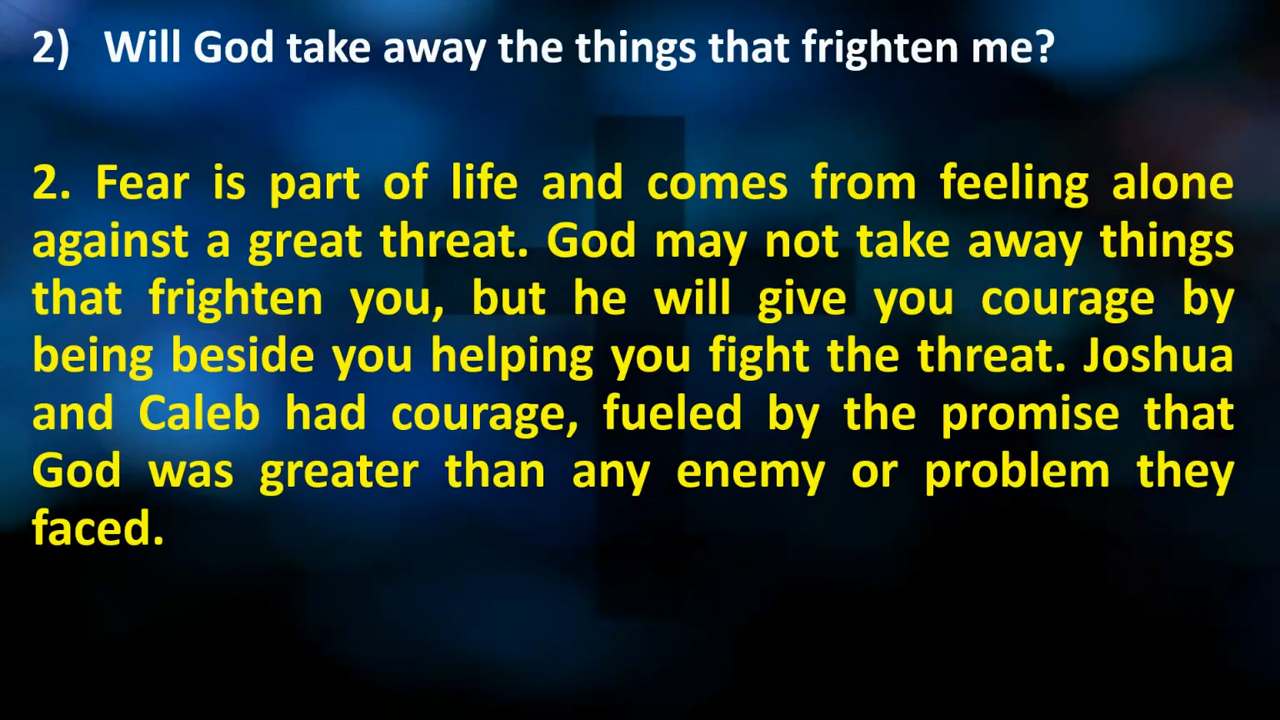 2) Will God take away the things that frighten me?
2. Fear is part of life and comes from feeling alone
against a great threat. God may not take away things
that frighten you, but he will give you courage by
being beside you helping you fight the threat. Joshua
and Caleb had courage, fueled by the promise that
God was greater than any enemy or problem they
faced.